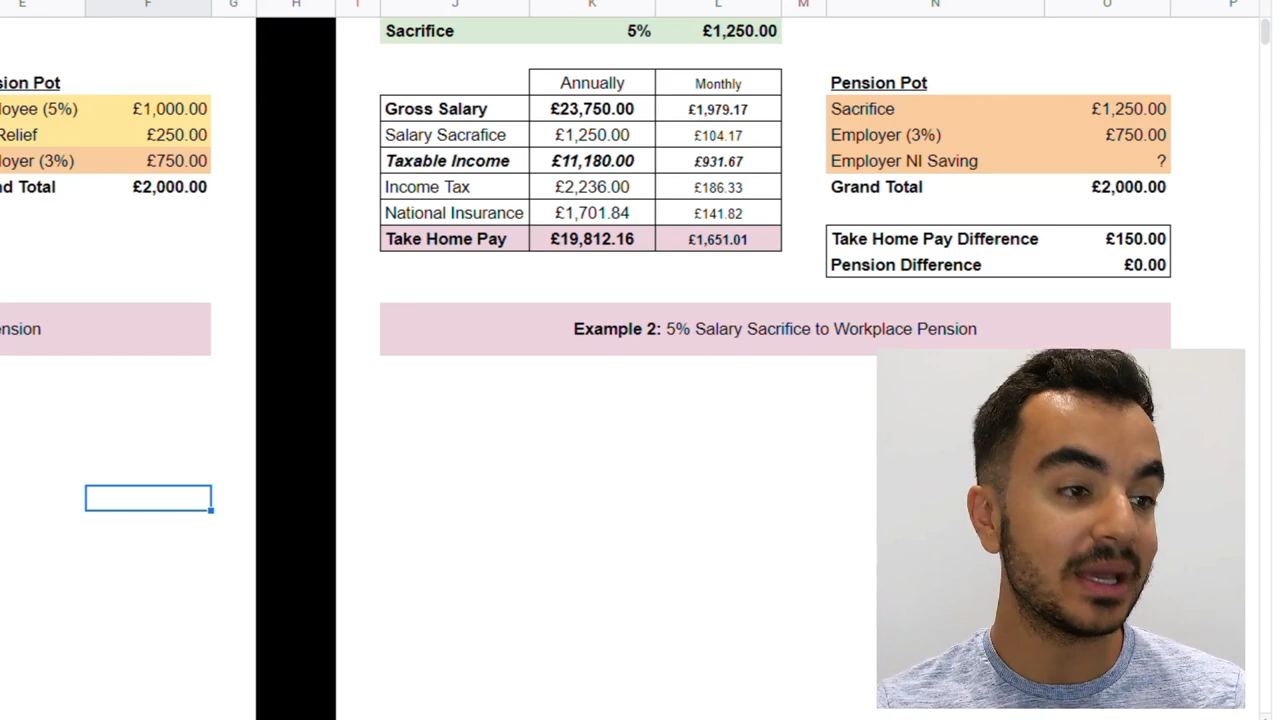 E F G H I J K L M N O P
Sacrifice 5% £1,250.00
sion Pot
loyee (5%) £1,000.00
Relief £250.00
loyer (3%) £750.00
nd Total £2,000.00
Annually Monthly
Gross Salary £23,750.00 £1,979.17
Salary Sacrafice £1,250.00 £104.17
Taxable Income £11,180.00 £931.67
Income Tax £2,236.00 £186.33
National Insurance £1,701.84 £141.82
Take Home Pay £19,812.16 £1,651.01
Pension Pot
Sacrifice £1,250.00
Employer (3%) £750.00
Employer NI Saving ?
Grand Total £2,000.00
Take Home Pay Difference £150.00
Pension Difference £0.00
ension
Example 2: 5% Salary Sacrifice to Workplace Pension